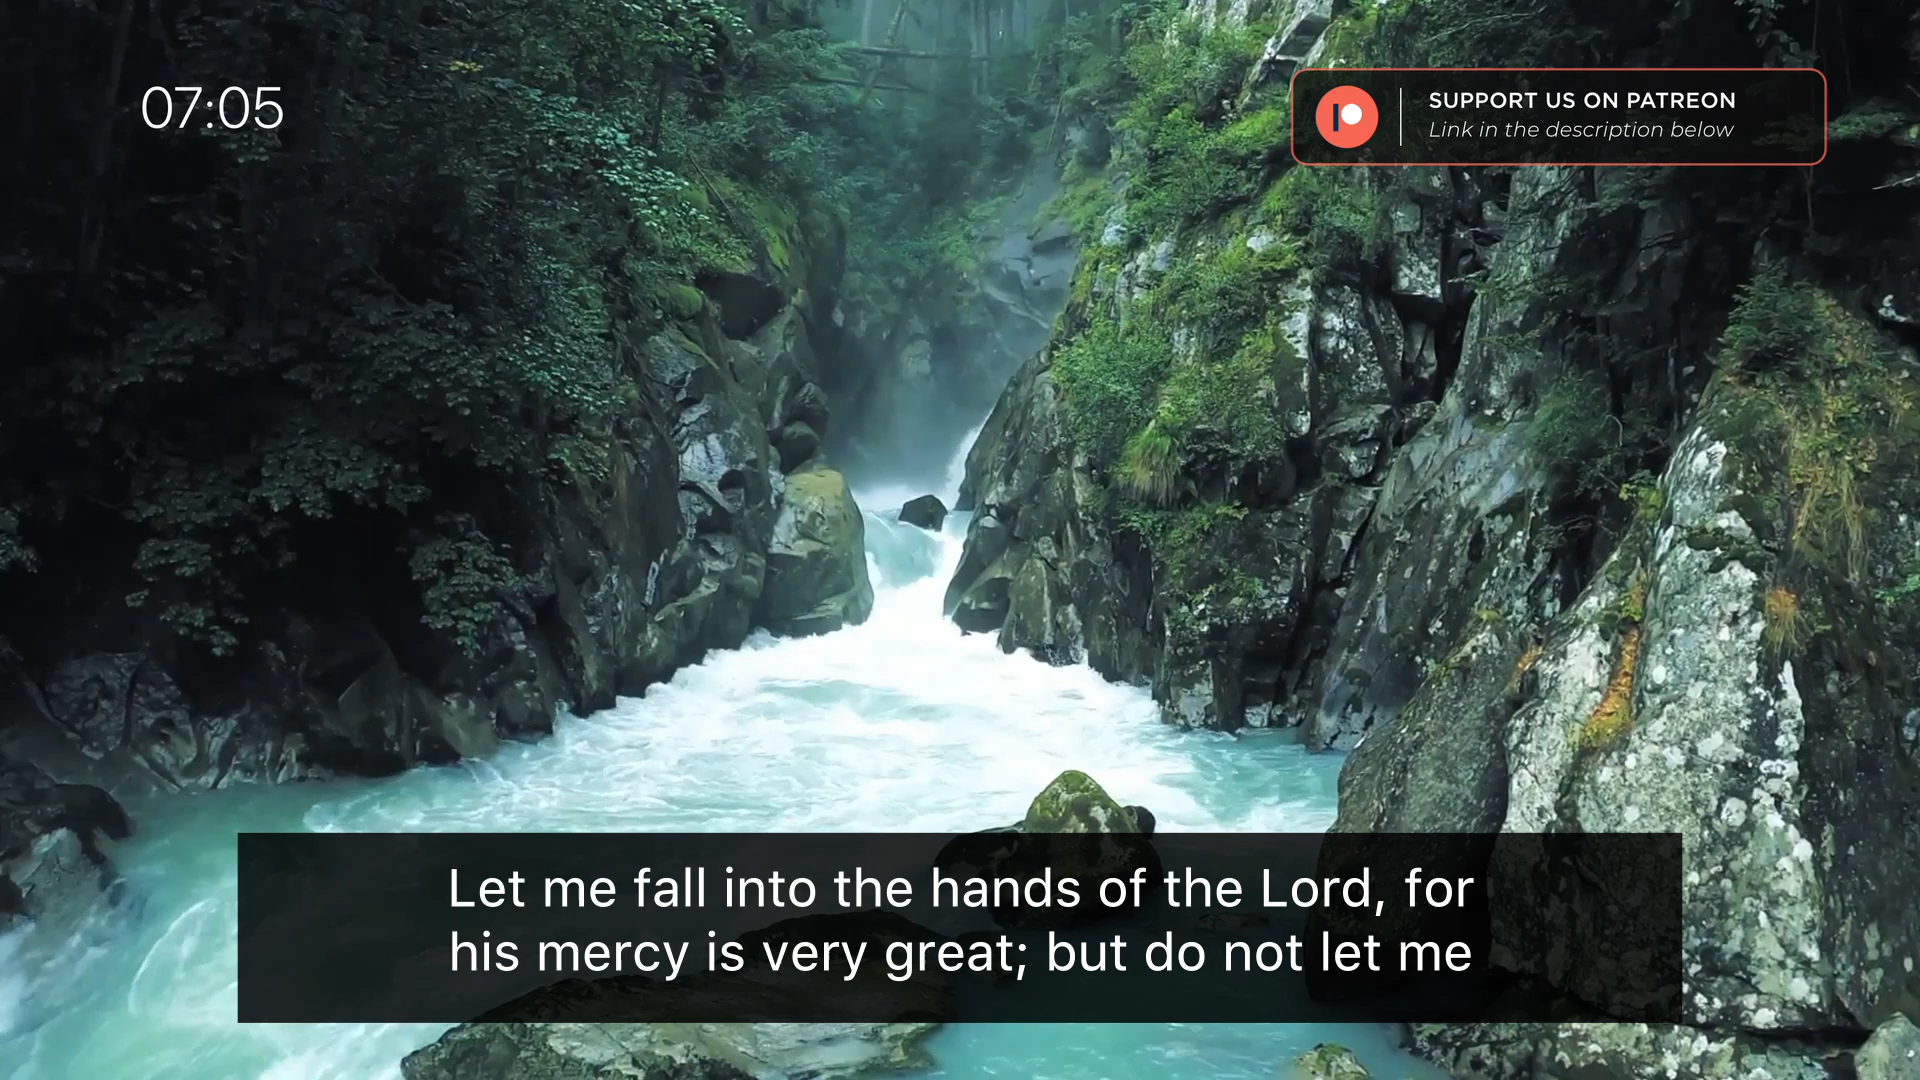 07:05
SUPPORT US ON PATREON
Link in the description below
Let me fall into the hands of the Lord, for
his mercy is very great; but do not let me